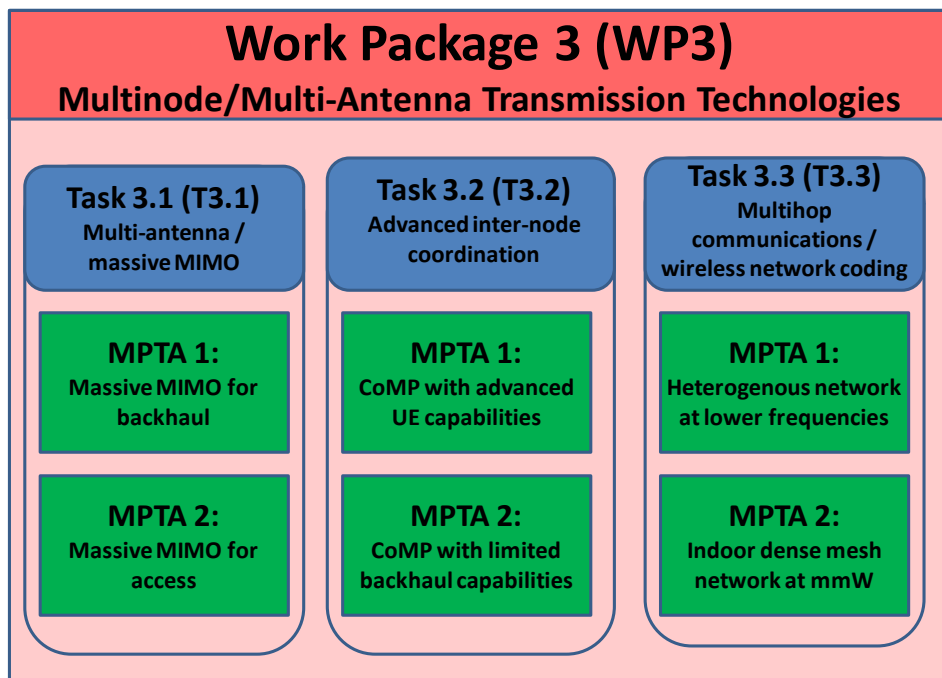 Work Package 3 (WP3)
Multinode/Multi-Antenna Transmission Technologies
Task 3.1 (T3.1)
Multi-antenna /
massive MIMO
MPTA 1:
Massive MIMO for
backhaul
MPTA 2:
Massive MIMO for
access
Task 3.2 (T3.2)
Advanced inter-node
coordination
MPTA 1:
CoMP with advanced
UE capabilities
MPTA 2:
CoMP with limited
backhaul capabilities
Task 3.3 (T3.3)
Multihop
communications /
wireless network coding
MPTA 1:
Heterogenous network
at lower frequencies
MPTA 2:
Indoor dense mesh
network at mmW